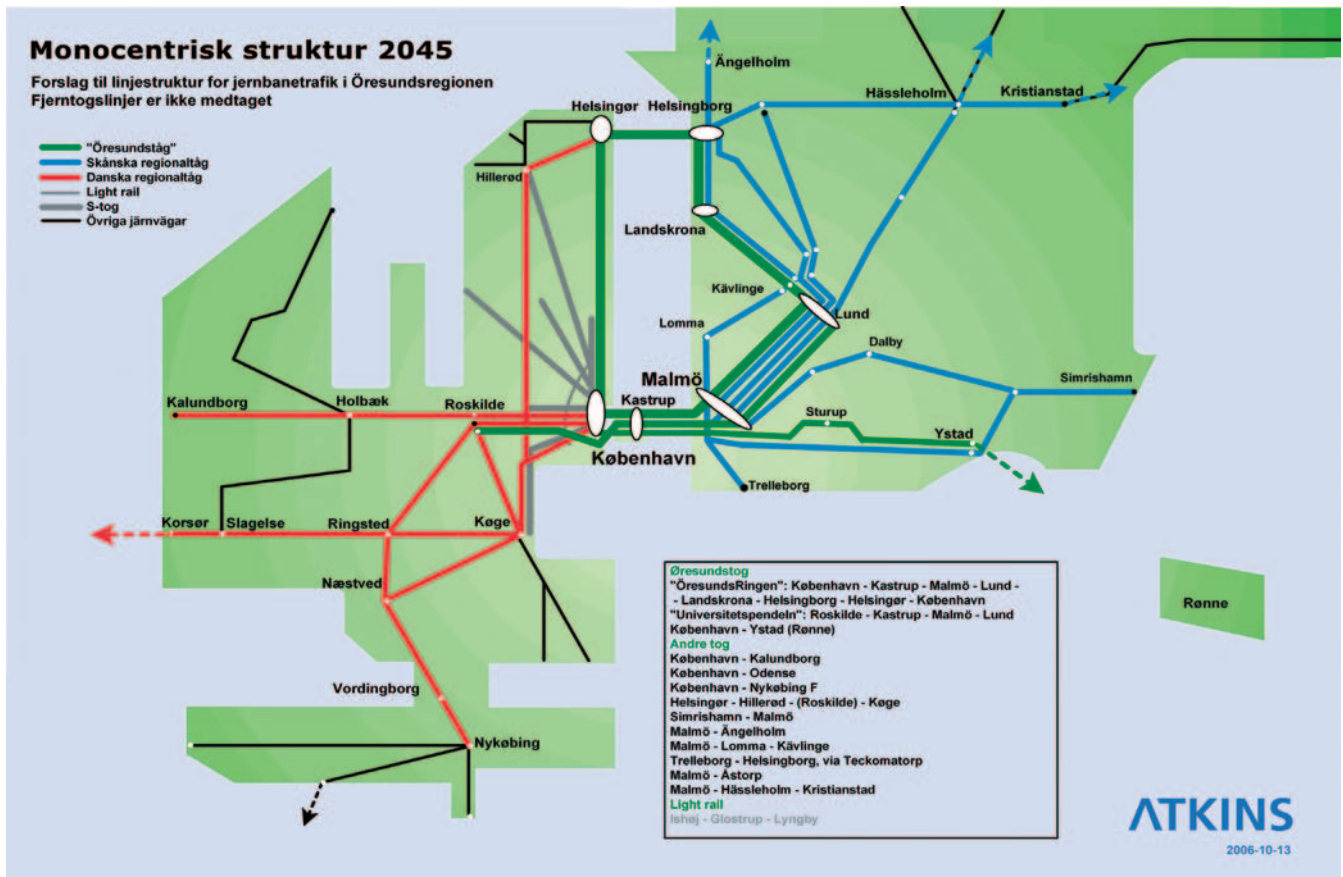 Monocentrisk struktur 2045
Forslag til linjestruktur for jernbanetrafik i Öresundsregionen
Fjerntogslinjer er ikke medtaget
"Öresundståg"
Skånska regionaltåg
Danska regionaltåg
Light rail
S-tog
Övriga järnvägar
Ängelholm
Helsingør
Helsingborg
Hässleholm
Kristianstad
Hillerød
Landskrona
Kävlinge
Lomma
Lund
Dalby
Malmö
Simrishamn
Kalundborg
Holbæk
Roskilde
Kastrup
Sturup
Ystad
København
Trelleborg
Korsør
Slagelse
Ringsted
Køge
Næstved
Rønne
Vordingborg
Nykøbing
Øresundstog
"ÖresundsRingen": København - Kastrup - Malmö - Lund -
- Landskrona - Helsingborg - Helsingør - København
"Universitetspendeln": Roskilde - Kastrup - Malmö - Lund
København - Ystad (Rønne)
Andre tog
København - Kalundborg
København - Odense
København - Nykøbing F
Helsingør - Hillerød - (Roskilde) - Køge
Simrishamn - Malmö
Malmö - Ängelholm
Malmö - Lomma - Kävlinge
Trelleborg - Helsingborg, via Teckomatorp
Malmö - Åstorp
Malmö - Hässleholm - Kristianstad
Light rail
Ishøj - Glostrup - Lyngby
ATKINS
2006-10-13